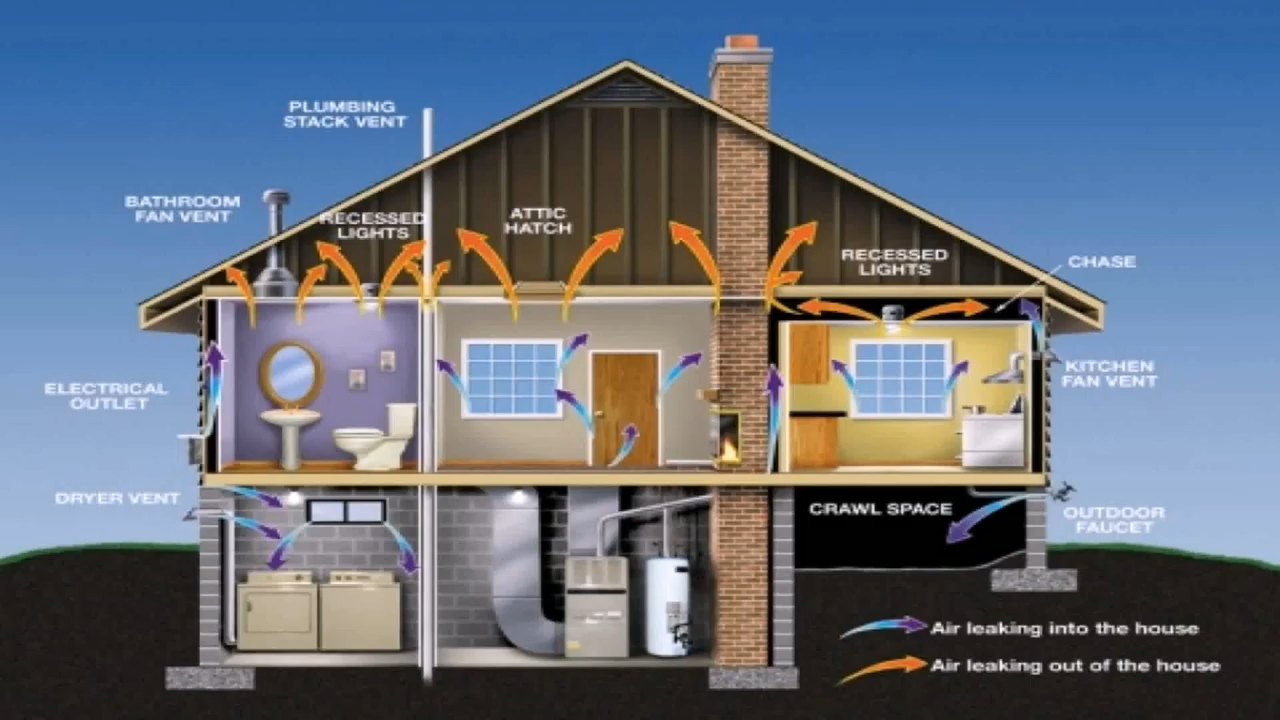 PLUMBING
STACK VENT
BATHROOM
FAN VENT
RECESSED
LIGHTS
ATTIC
HATCH
RECESSED
LIGHTS
CHASE
ELECTRICAL
OUTLET
KITCHEN
FAN VENT
DRYER VENT
CRAWL SPACE
OUTDOOR
FAUCET
Air leaking into the house
Air leaking out of the house